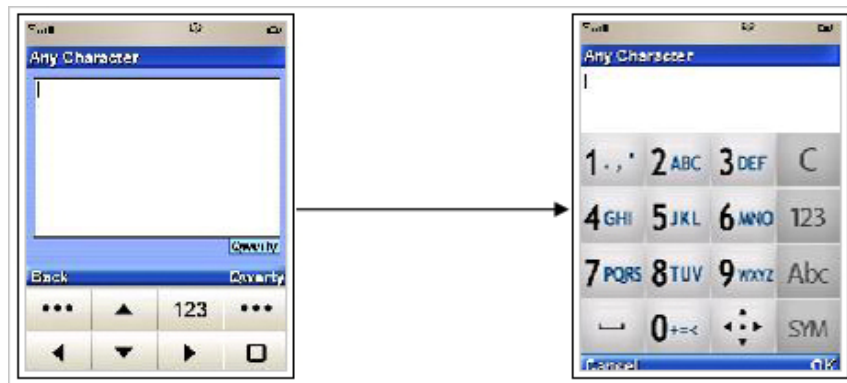 Any Character
Qwerty
Back Qwerty
123
Any Character
1.,' 2ABC 3DEF C
4GHI 5JKL 6MNO 123
7PQRS 8TUV 9WXYZ Abc
0+=< SYM
Cancel OK